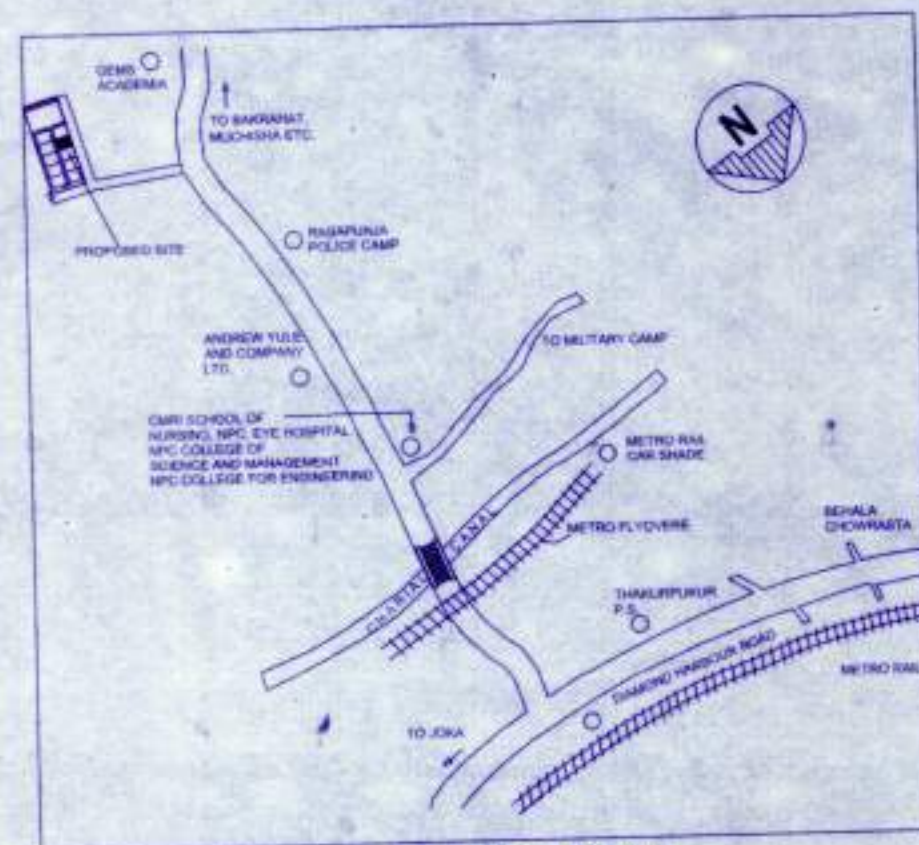 GEMS
ACADEMIA
TO BAKRAHAT,
MUCHISHA ETC.
N
PROPOSED SITE
RASAPUNJA
POLICE CAMP
ANDREW YULE
AND COMPANY
LTD.
TO MILITARY CAMP
CMRI SCHOOL OF
NURSING, NPC, EYE HOSPITAL
NPC COLLEGE OF
SCIENCE AND MANAGEMENT
NPC COLLEGE FOR ENGINEERING
METRO RAIL
CAR SHADE
CHARIAL CANAL
METRO FLYOVERE
BEHALA
CHOWRASTA
THAKURPUKUR
P.S.
DIAMOND HARBOUR ROAD
METRO RAI
TO JOKA